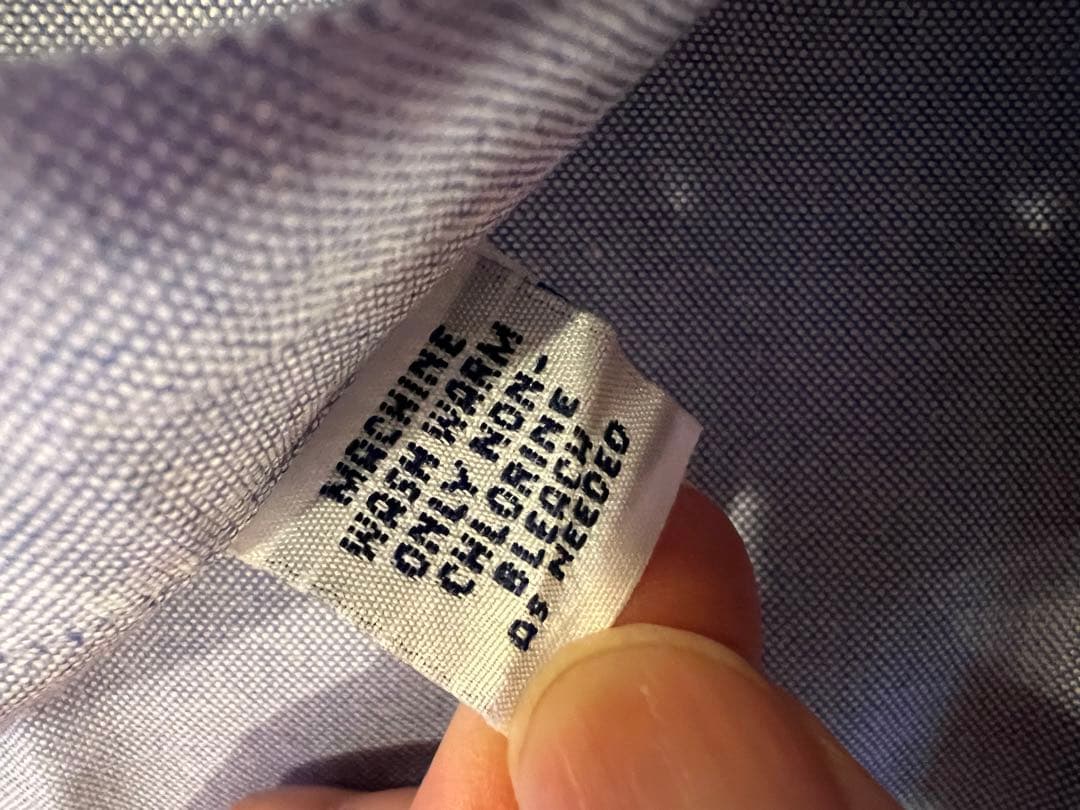 MACHINE
WASH WARM
ONLY NON-
CHLORINE
BLEACH
AS NEEDED